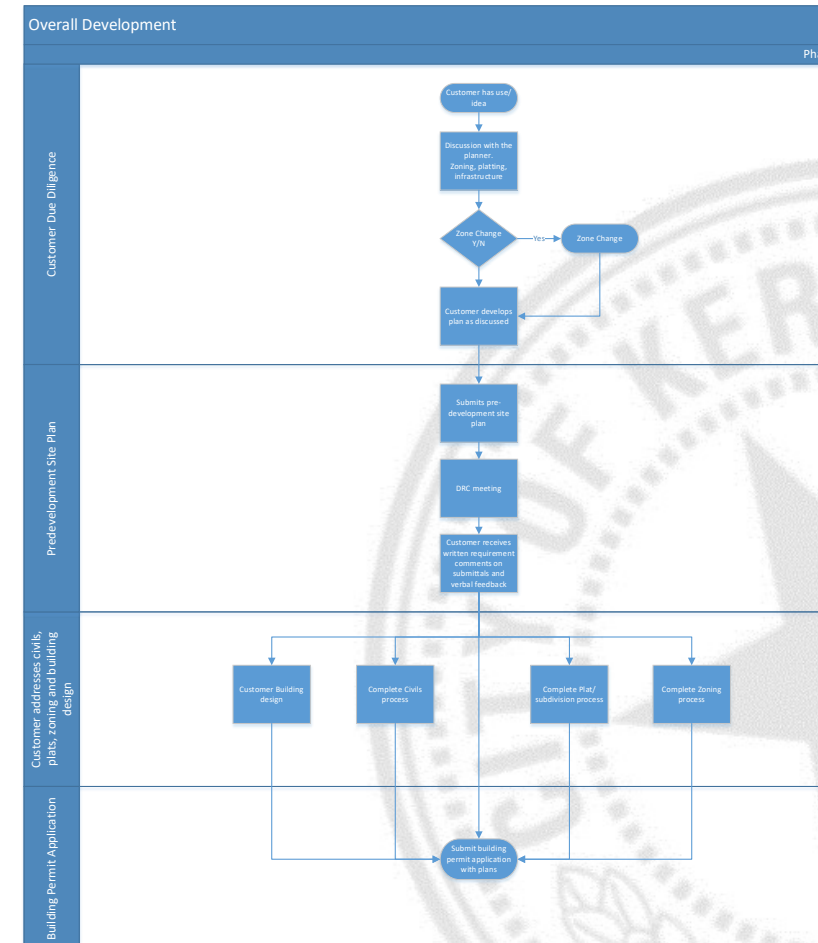 Overall Development
Ph
Customer Due Diligence
Customer has use/
idea
Discussion with the
planner.
Zoning, platting,
infrastructure
Zone Change
Y/N
Yes
Zone Change
Customer develops
plan as discussed
Predevelopment Site Plan
Submits pre-
development site
plan
DRC meeting
Customer receives
written requirement
comments on
submittals and
verbal feedback
Customer addresses civils,
plats, zoning and building
design
Customer Building
design
Complete Civils
process
Complete Plat/
subdivision process
Complete Zoning
process
Building Permit Application
Submit building
permit application
with plans
CITY OF KER